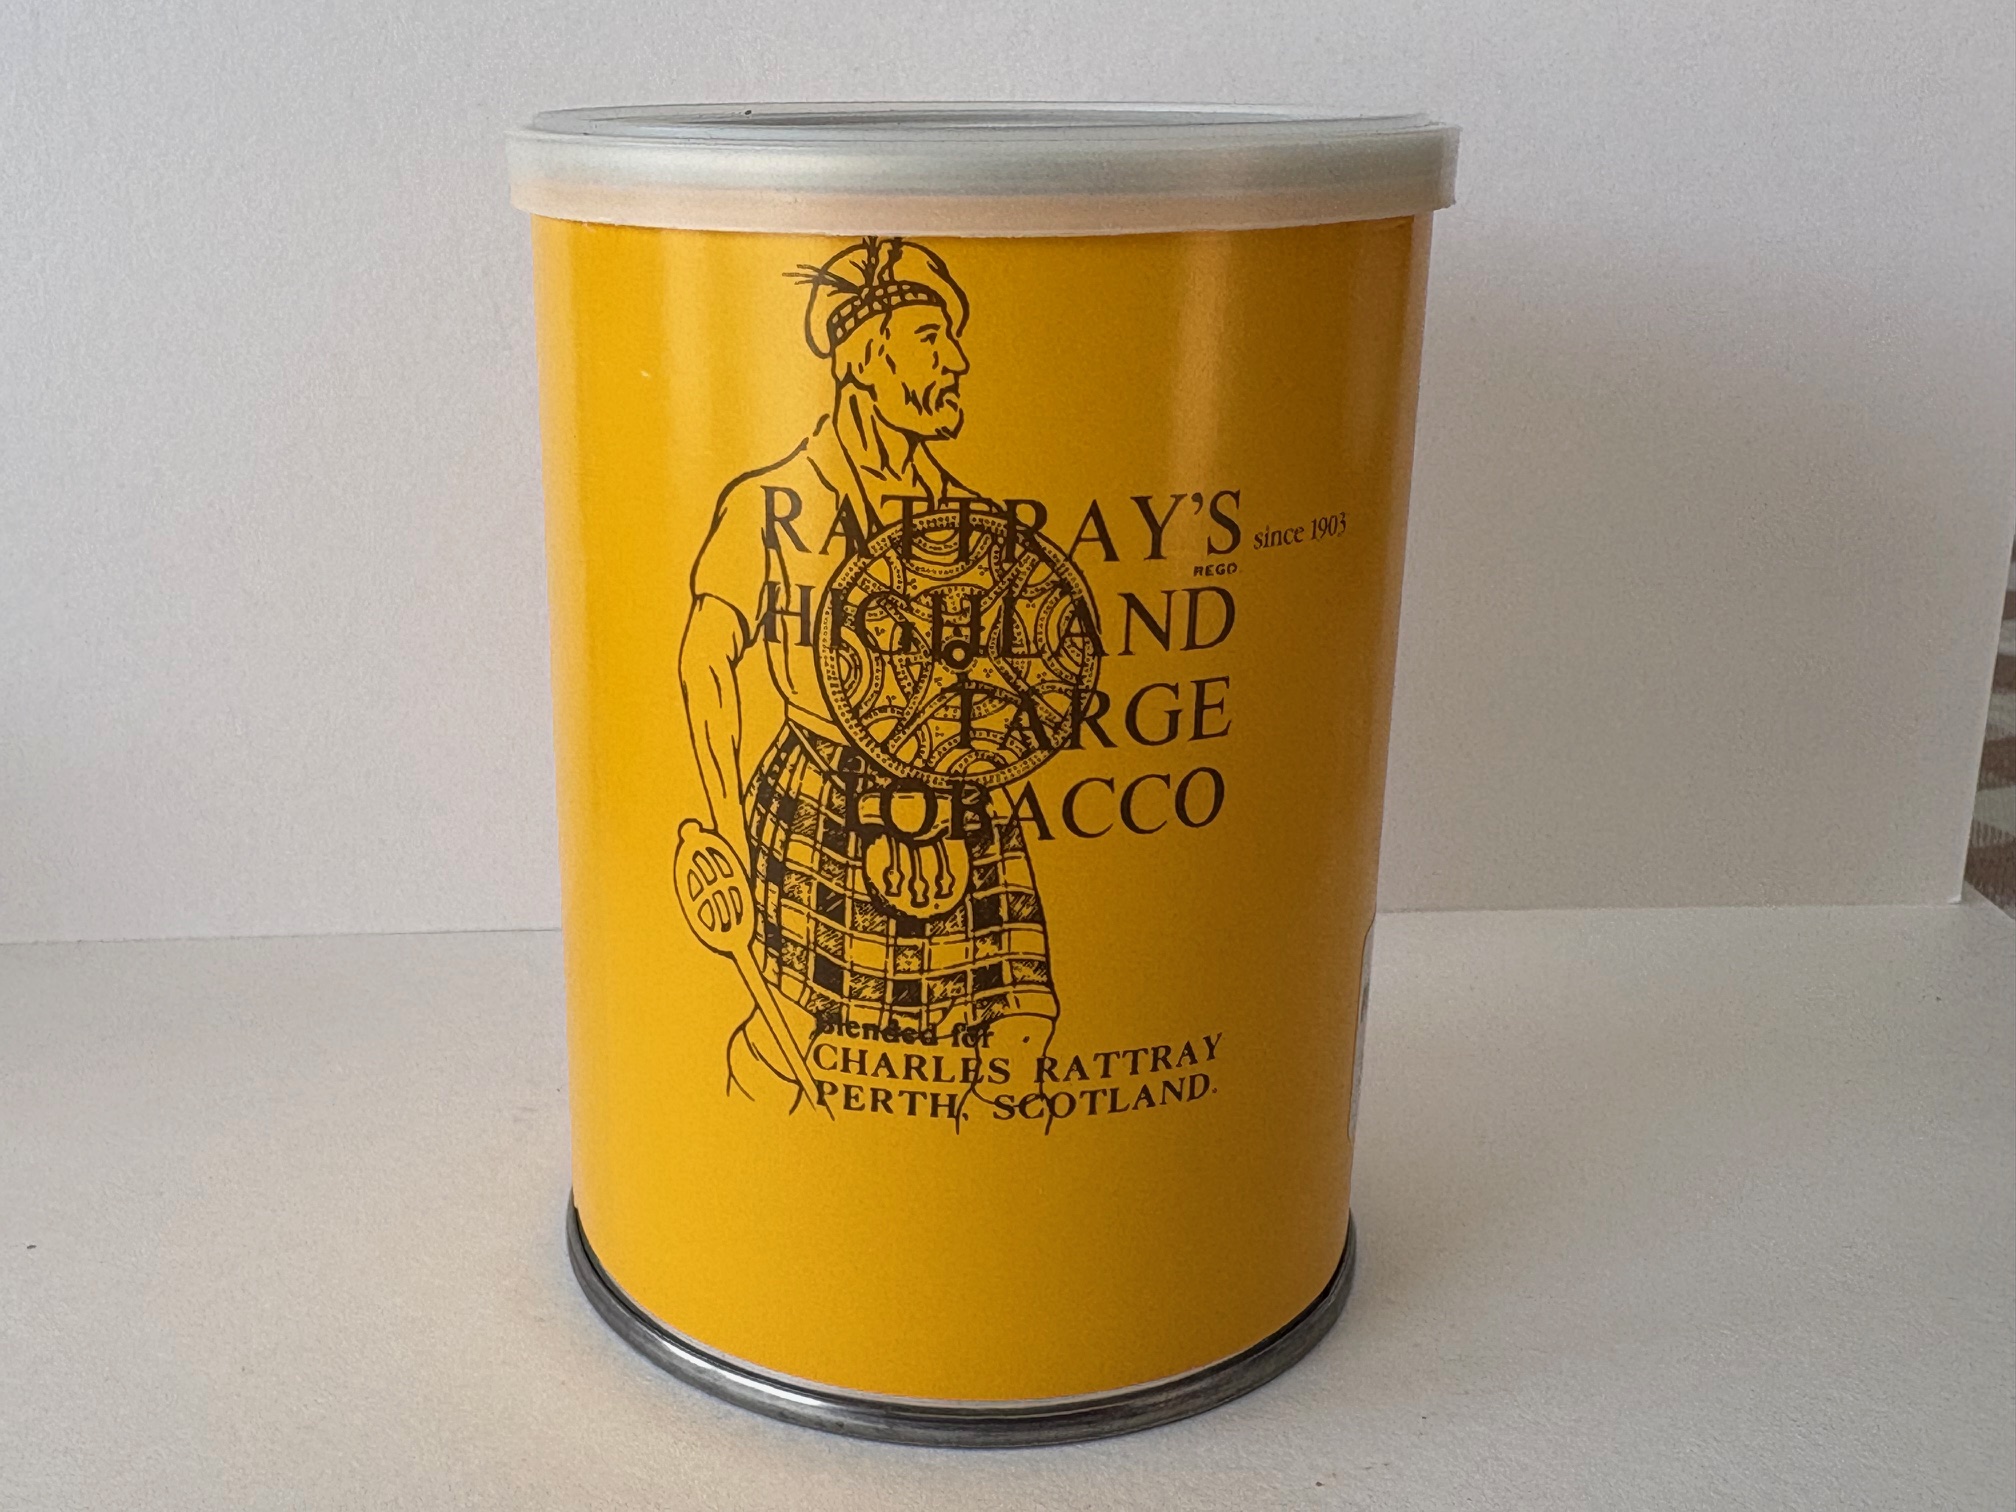 RATTRAY'S since 1903
REGD.
HIGHLAND
TARGE
TOBACCO
Blended for
CHARLES RATTRAY
PERTH, SCOTLAND.